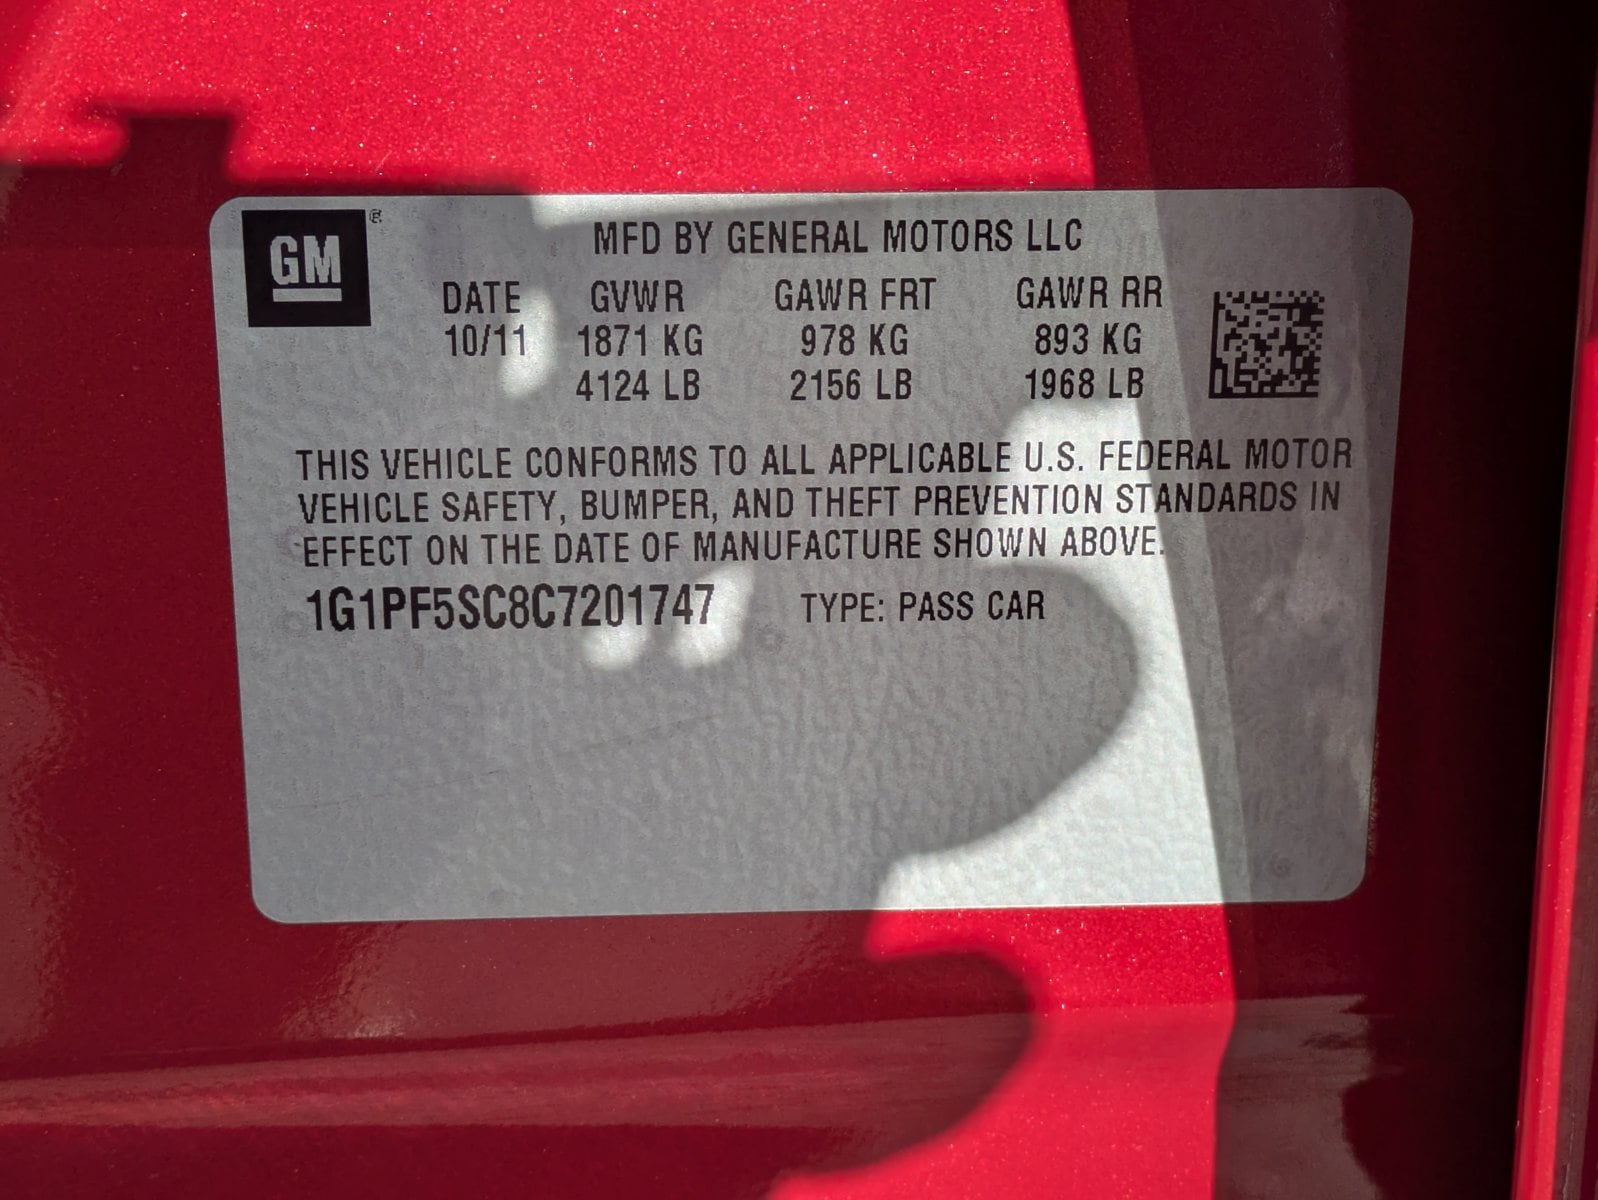 GM ®
MFD BY GENERAL MOTORS LLC
DATE GVWR GAWR FRT GAWR RR
10/11 1871 KG 978 KG 893 KG
4124 LB 2156 LB 1968 LB
THIS VEHICLE CONFORMS TO ALL APPLICABLE U.S. FEDERAL MOTOR
VEHICLE SAFETY, BUMPER, AND THEFT PREVENTION STANDARDS IN
EFFECT ON THE DATE OF MANUFACTURE SHOWN ABOVE.
1G1PF5SC8C7201747 TYPE: PASS CAR